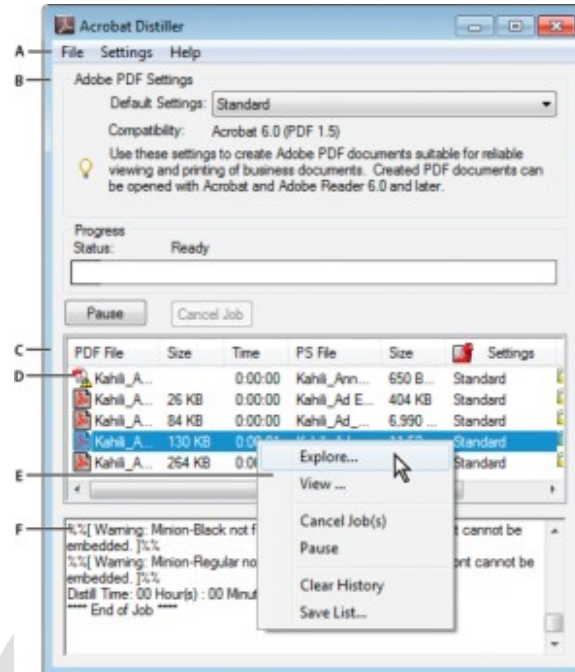 Acrobat Distiller
A
File Settings Help
B
Adobe PDF Settings
Default Settings: Standard
Compatibility: Acrobat 6.0 (PDF 1.5)
Use these settings to create Adobe PDF documents suitable for reliable
viewing and printing of business documents. Created PDF documents can
be opened with Acrobat and Adobe Reader 6.0 and later.
Progress
Status: Ready
Pause Cancel Job
C
PDF File Size Time PS File Size Settings
D
Kahili_A... 0:00:00 Kahili_Ann... 650 B... Standard
Kahili_A... 26 KB 0:00:00 Kahili_Ad E... 404 KB Standard
Kahili_A... 84 KB 0:00:00 Kahili_Ad_... 6,990 ... Standard
Kahili_A... 130 KB Standard
Kahili_A... 264 KB Standard
E
Explore...
View ...
Cancel Job(s)
Pause
Clear History
Save List...
F
%%[ Warning: Minion-Black not f t cannot be
embedded. ]%%
%%[ Warning: Minion-Regular no ont cannot be
embedded. ]%%
Distill Time: 00 Hour(s) : 00 Minut
**** End of Job ****